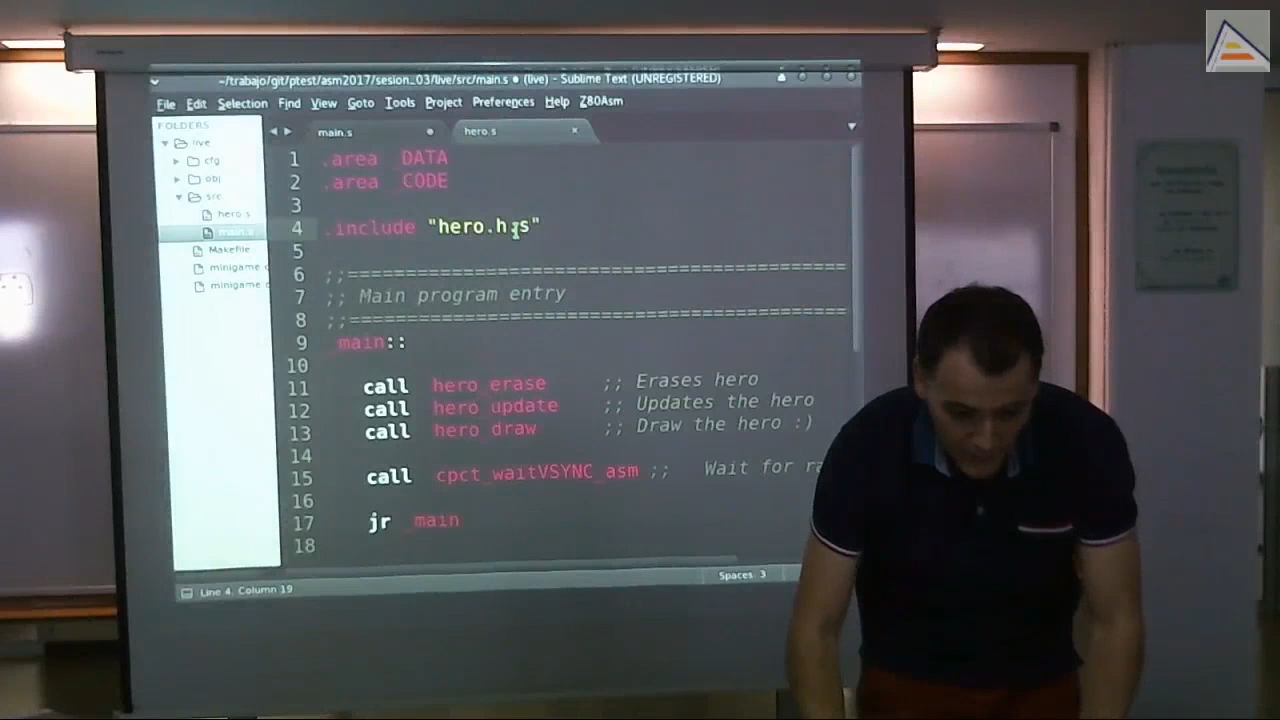 ~/trabajo/git/ptest/asm2017/sesion_03/live/src/main.s • (live) - Sublime Text (UNREGISTERED)
File Edit Selection Find View Goto Tools Project Preferences Help Z80Asm
FOLDERS
live
cfg
obj
src
hero.s
main.s
Makefile
minigame
minigame
main.s
hero.s
1 .area DATA
2 .area CODE
3
4 .include "hero.h.s"
5
6 ;;===========================================
7 ;; Main program entry
8 ;;===========================================
9 _main::
10
11 call hero_erase ;; Erases hero
12 call hero_update ;; Updates the hero
13 call hero_draw ;; Draw the hero :)
14
15 call cpct_waitVSYNC_asm ;; Wait for ra
16
17 jr _main
18
Line 4, Column 19
Spaces: 3